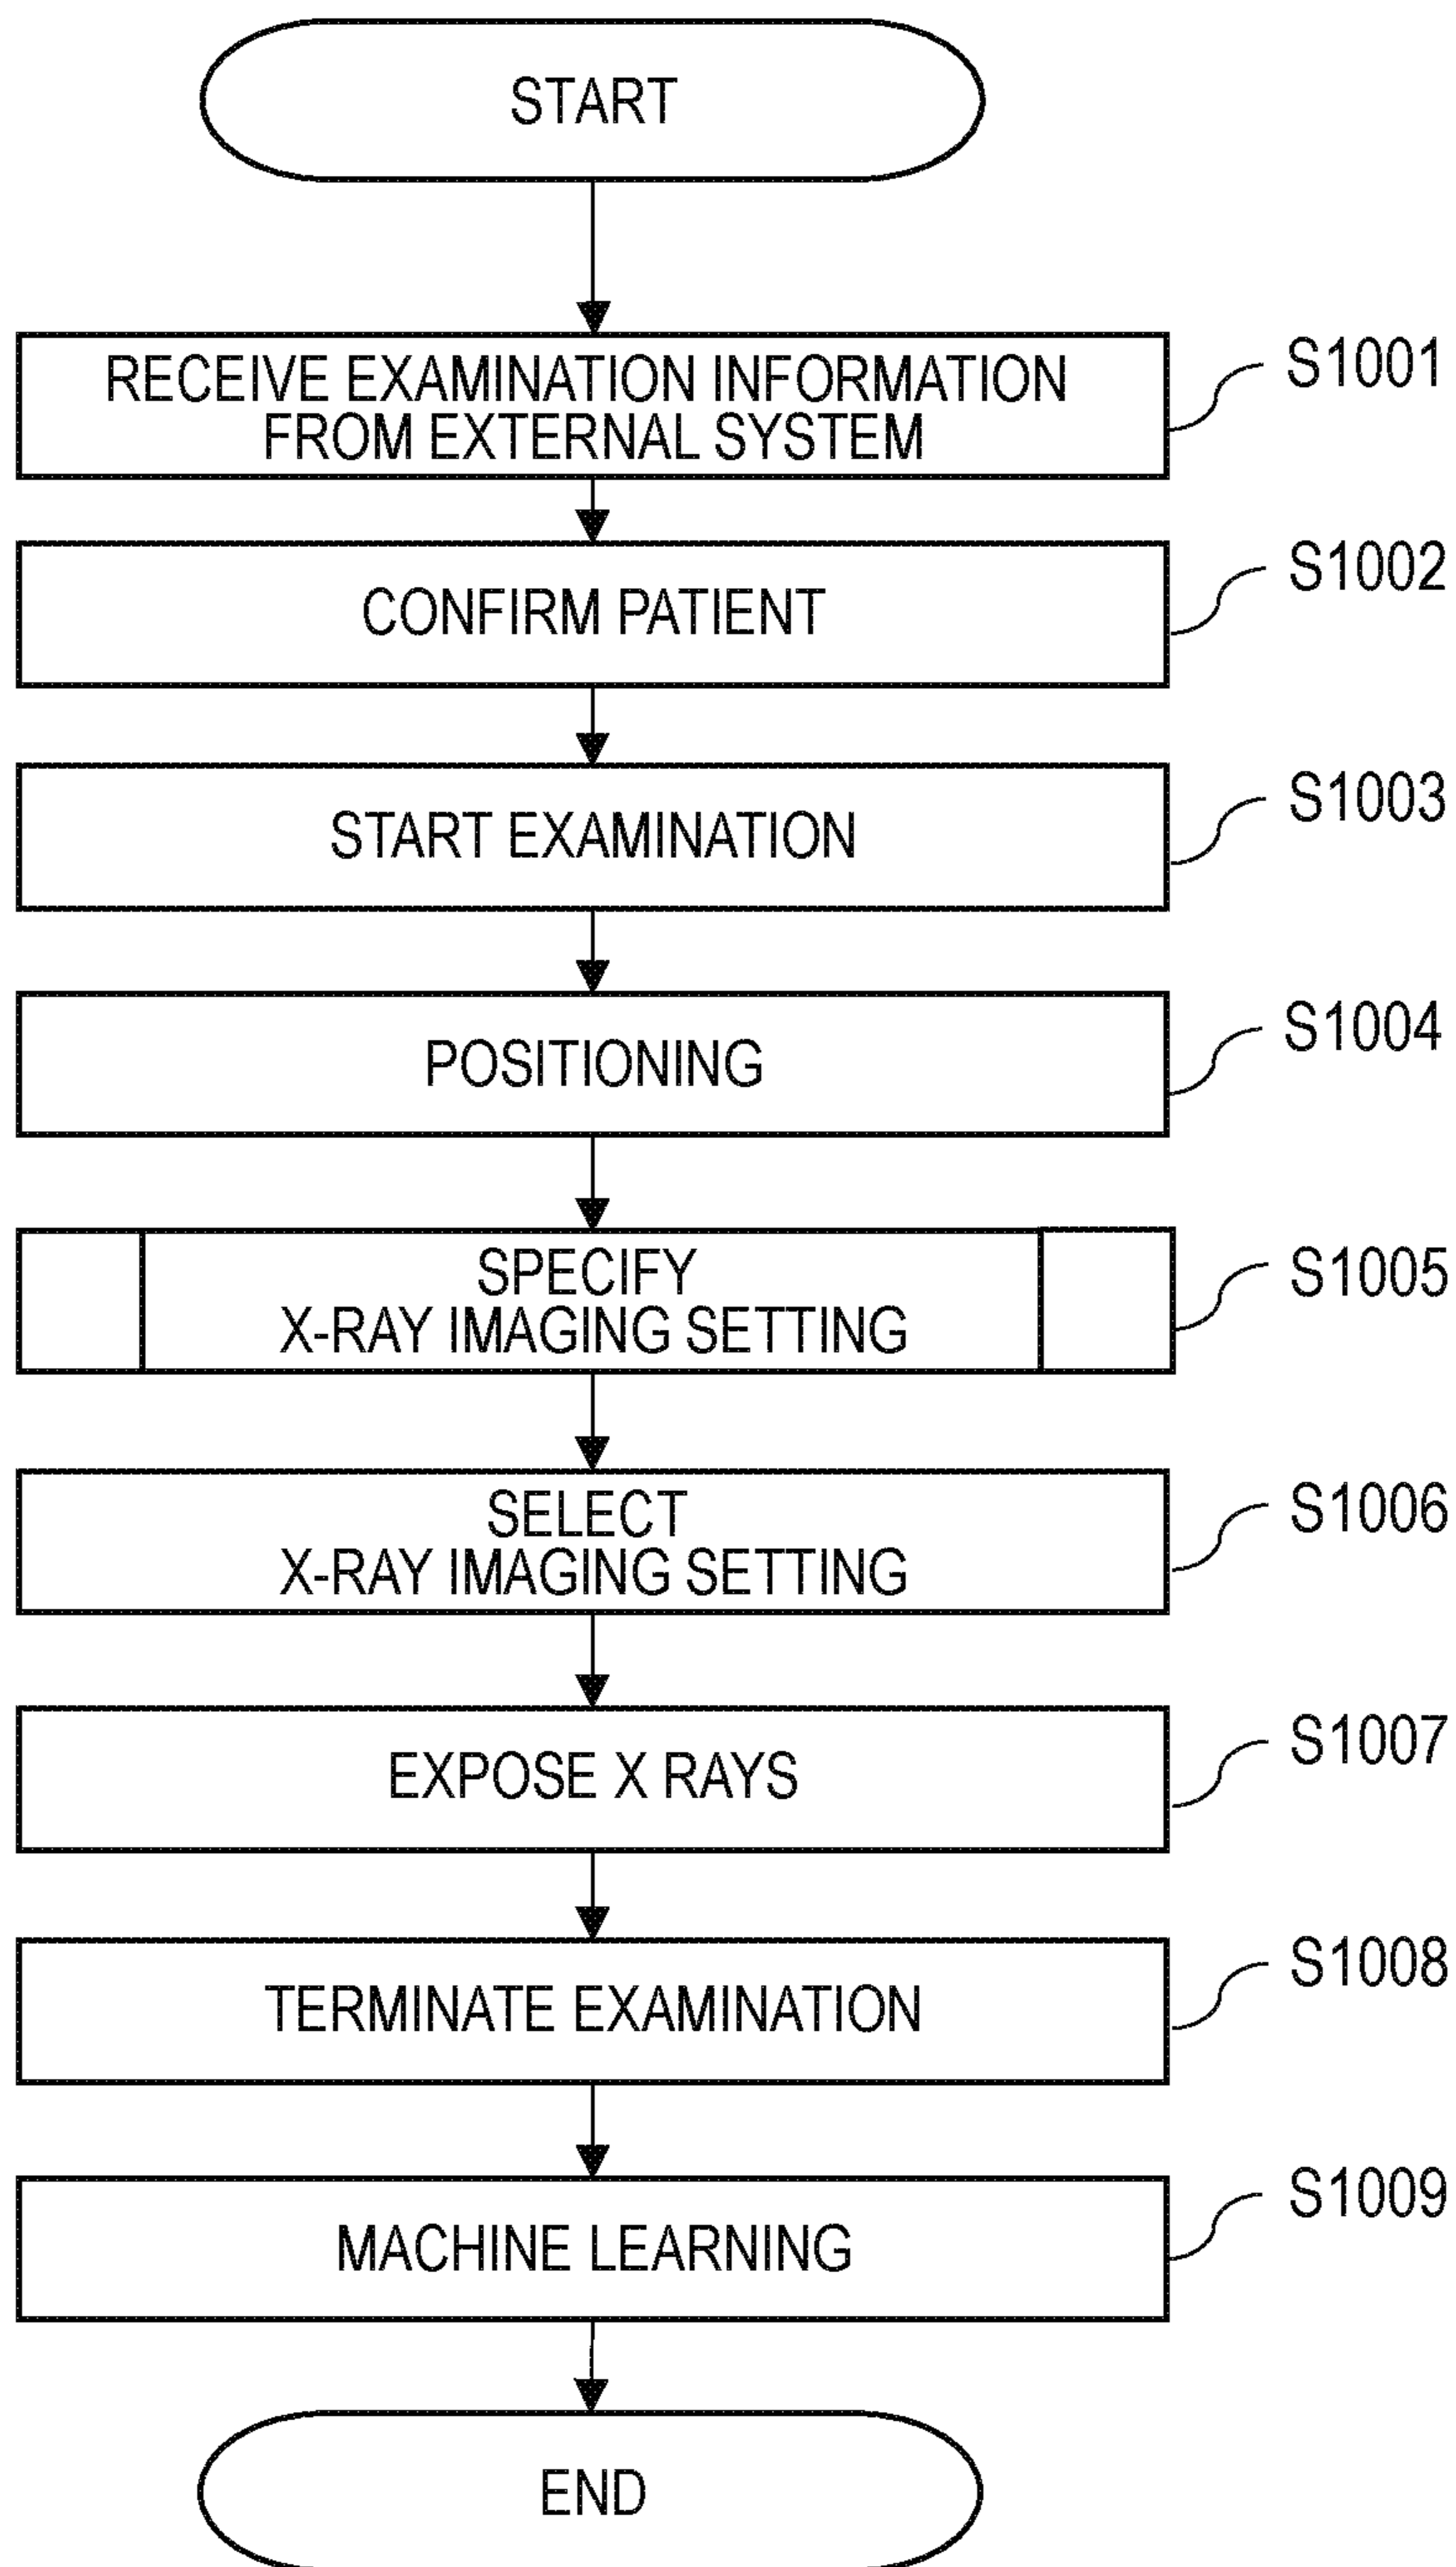 START
RECEIVE EXAMINATION INFORMATION
FROM EXTERNAL SYSTEM
S1001
CONFIRM PATIENT
S1002
START EXAMINATION
S1003
POSITIONING
S1004
SPECIFY
X-RAY IMAGING SETTING
S1005
SELECT
X-RAY IMAGING SETTING
S1006
EXPOSE X RAYS
S1007
TERMINATE EXAMINATION
S1008
MACHINE LEARNING
S1009
END